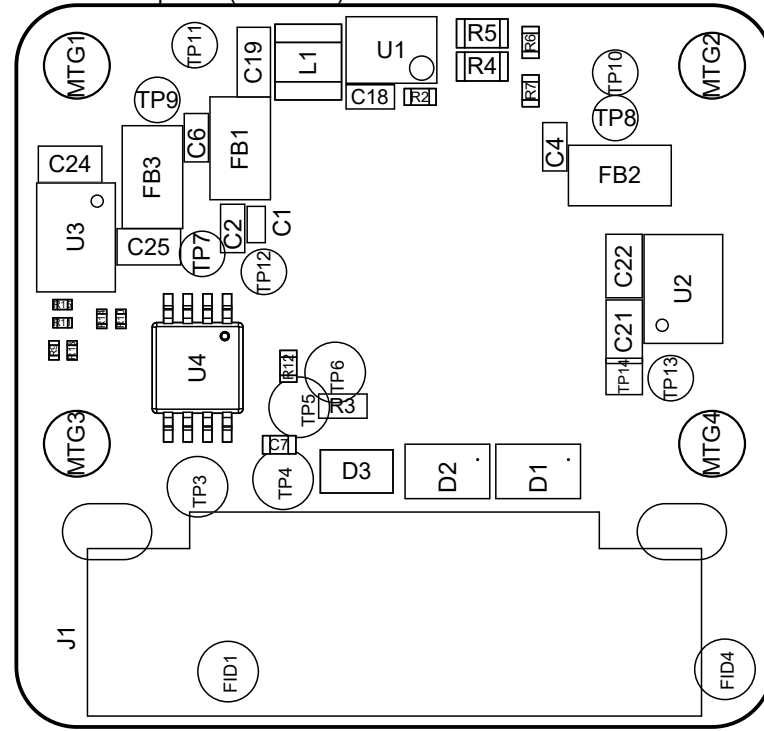 TP11
C19
L1
U1
R5
R6
R4
MTG1
MTG2
TP10
TP9
C18
R2
R7
TP8
C6
FB1
C4
FB3
FB2
C24
U3
C2
C1
C25
TP7
TP12
C22
U2
C21
U4
R12
TP6
TP14
TP13
TP5
R3
MTG3
C7
MTG4
TP3
TP4
D3
D2
D1
J1
FID1
FID4